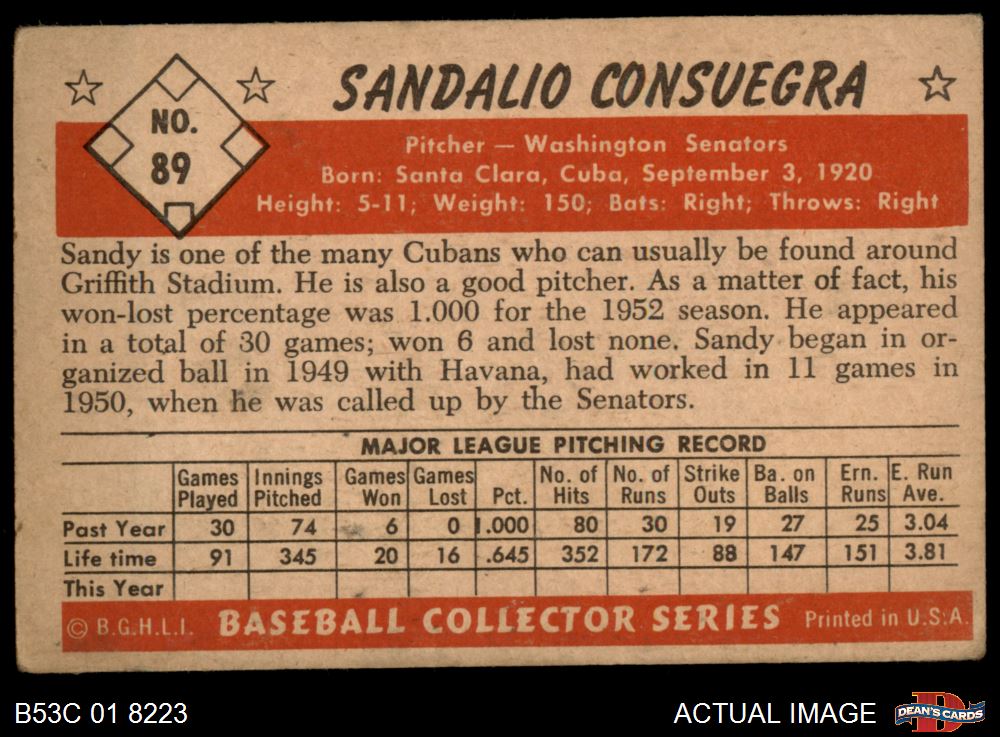 SANDALIO CONSUEGRA
NO.
89
Pitcher — Washington Senators
Born: Santa Clara, Cuba, September 3, 1920
Height: 5-11; Weight: 150; Bats: Right; Throws: Right
Sandy is one of the many Cubans who can usually be found around
Griffith Stadium. He is also a good pitcher. As a matter of fact, his
won-lost percentage was 1.000 for the 1952 season. He appeared
in a total of 30 games; won 6 and lost none. Sandy began in or-
ganized ball in 1949 with Havana, had worked in 11 games in
1950, when he was called up by the Senators.
MAJOR LEAGUE PITCHING RECORD
Games Innings Games Games No. of No. of Strike Ba. on Ern. E. Run
Played Pitched Won Lost Pct. Hits Runs Outs Balls Runs Ave.
Past Year 30 74 6 0 1.000 80 30 19 27 25 3.04
Life time 91 345 20 16 .645 352 172 88 147 151 3.81
This Year
© B.G.H.L.I. BASEBALL COLLECTOR SERIES Printed in U.S.A.
B53C 01 8223 ACTUAL IMAGE DEAN'S CARDS